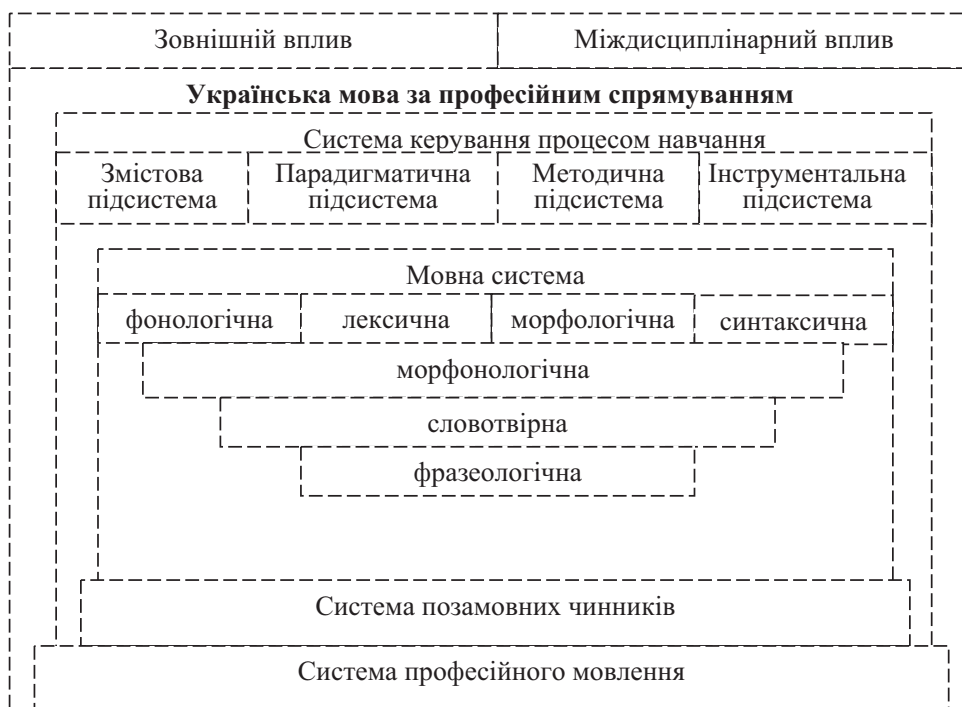 Зовнішній вплив
Міждисциплінарний вплив
Українська мова за професійним спрямуванням
Система керування процесом навчання
Змістова
підсистема
Парадигматична
підсистема
Методична
підсистема
Інструментальна
підсистема
Мовна система
фонологічна
лексична
морфологічна
синтаксична
морфонологічна
словотвірна
фразеологічна
Система позамовних чинників
Система професійного мовлення